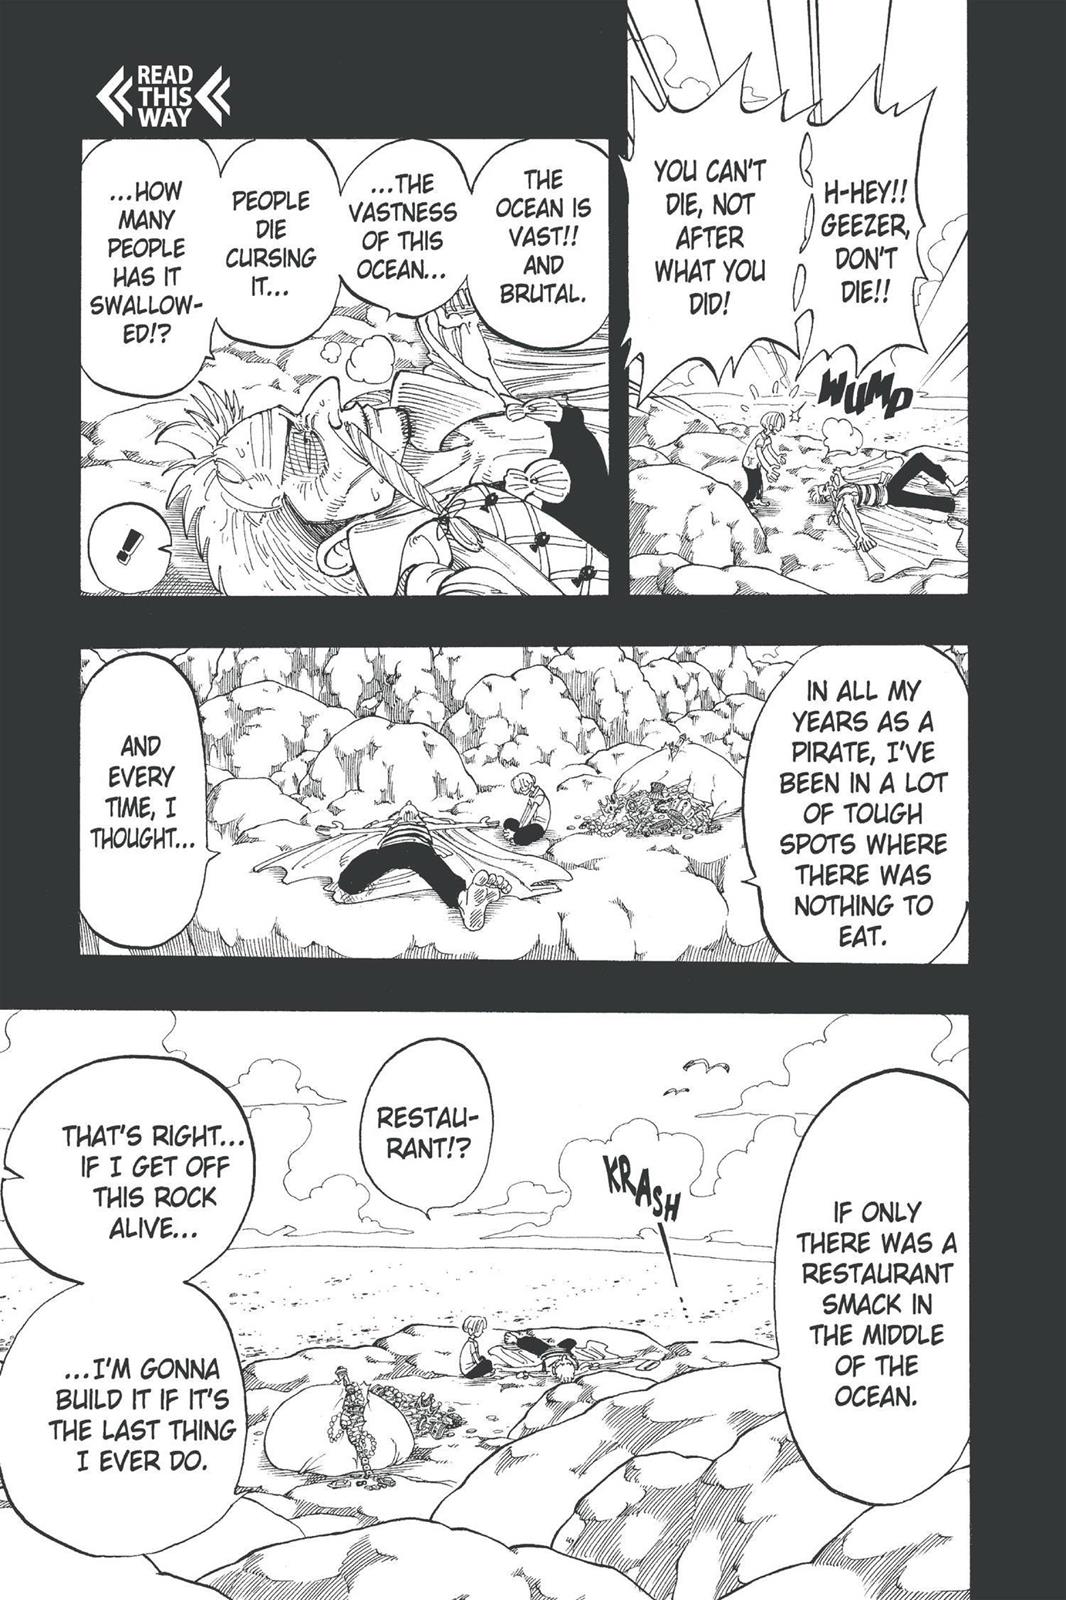 READ
THIS
WAY
H-HEY!!
GEEZER,
DON'T
DIE!!
YOU CAN'T
DIE, NOT
AFTER
WHAT YOU
DID!
WUMP
THE
OCEAN IS
VAST!!
AND
BRUTAL.
...THE
VASTNESS
OF THIS
OCEAN...
PEOPLE
DIE
CURSING
IT...
...HOW
MANY
PEOPLE
HAS IT
SWALLOW-
ED!?
!
IN ALL MY
YEARS AS A
PIRATE, I'VE
BEEN IN A LOT
OF TOUGH
SPOTS WHERE
THERE WAS
NOTHING TO
EAT.
AND
EVERY
TIME, I
THOUGHT...
IF ONLY
THERE WAS A
RESTAURANT
SMACK IN
THE MIDDLE
OF THE
OCEAN.
KRASH
RESTAU-
RANT!?
THAT'S RIGHT...
IF I GET OFF
THIS ROCK
ALIVE...
...I'M GONNA
BUILD IT IF IT'S
THE LAST THING
I EVER DO.